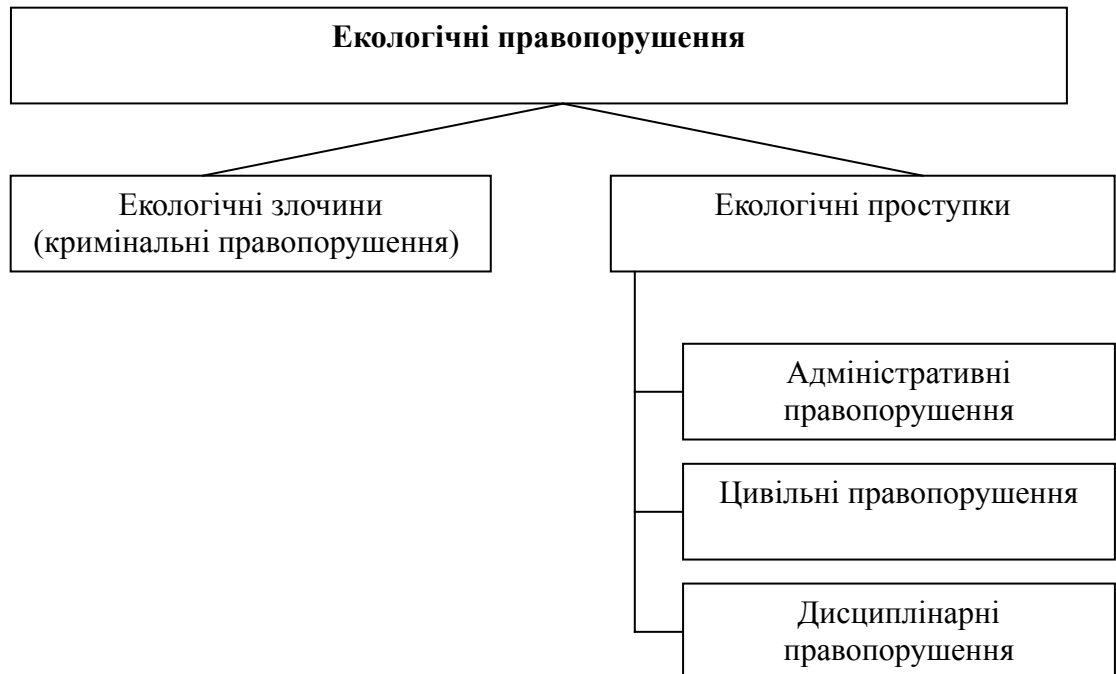 Екологічні правопорушення
Екологічні злочини
(кримінальні правопорушення)
Екологічні проступки
Адміністративні
правопорушення
Цивільні правопорушення
Дисциплінарні
правопорушення